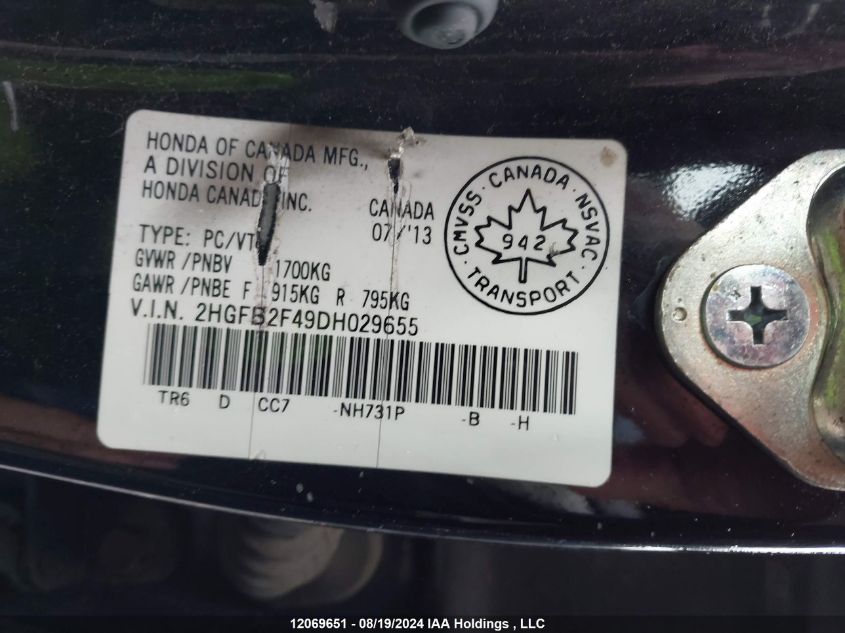 HONDA OF CANADA MFG.,
A DIVISION OF
HONDA CANADA INC.
CANADA
TYPE: PC/VT
07/'13
GVWR/PNBV 1700KG
GAWR/PNBE F 915KG R 795KG
V.I.N. 2HGFB2F49DH029655
TR6 D CC7 -NH731P -B -H
CMVSS · CANADA · NSVAC · TRANSPORT ·
942
12069651 - 08/19/2024 IAA Holdings , LLC